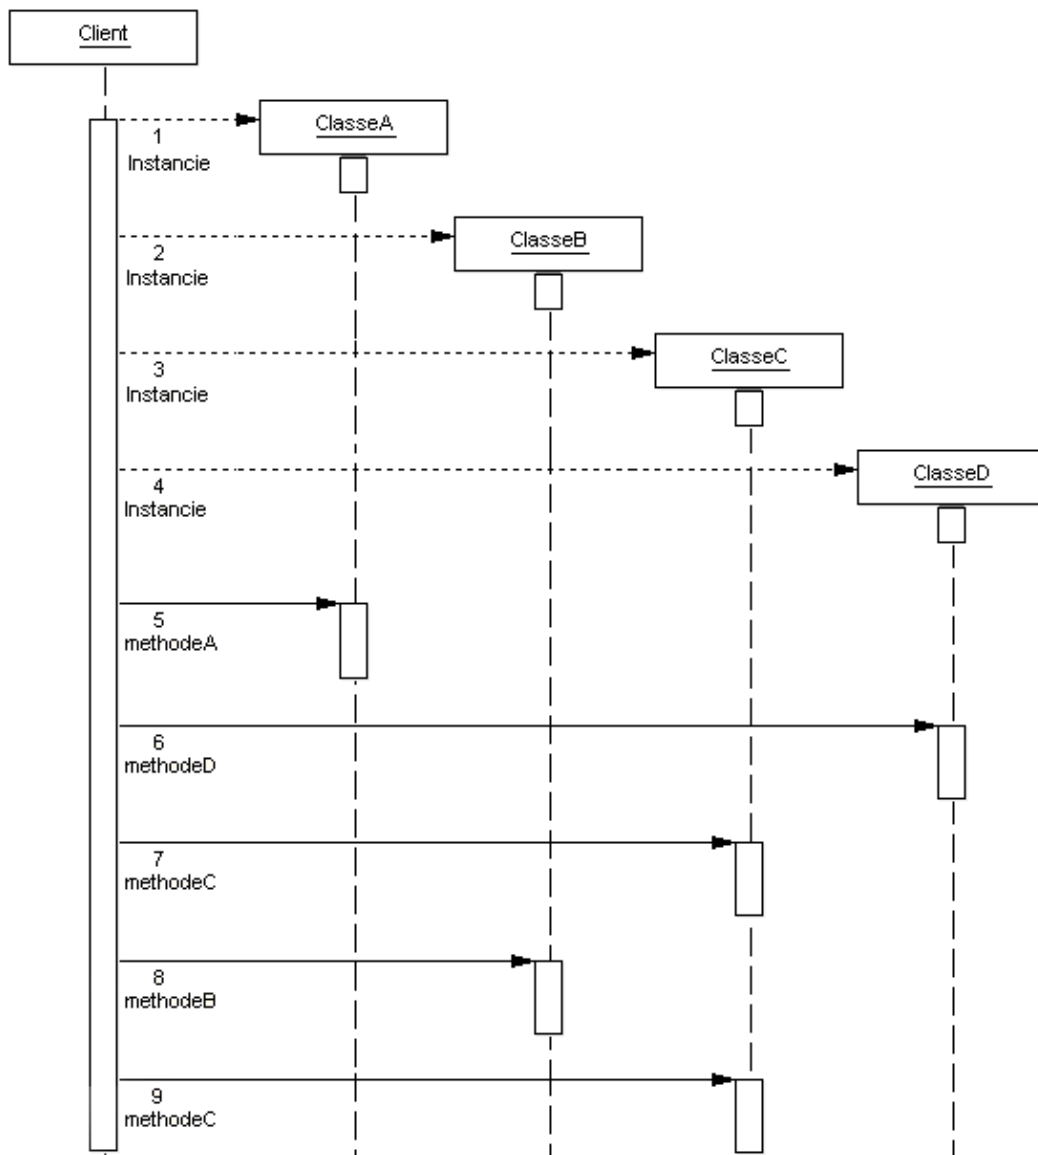 Client
ClasseA
1
Instancie
ClasseB
2
Instancie
ClasseC
3
Instancie
ClasseD
4
Instancie
5
methodeA
6
methodeD
7
methodeC
8
methodeB
9
methodeC